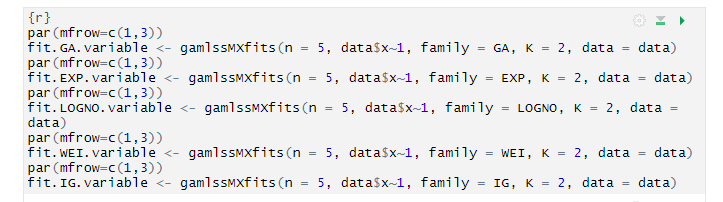 {r}
par(mfrow=c(1,3))
fit.GA.variable <- gamlssMXfits(n = 5, data$x~1, family = GA, K = 2, data = data)
par(mfrow=c(1,3))
fit.EXP.variable <- gamlssMXfits(n = 5, data$x~1, family = EXP, K = 2, data = data)
par(mfrow=c(1,3))
fit.LOGNO.variable <- gamlssMXfits(n = 5, data$x~1, family = LOGNO, K = 2, data =
data)
par(mfrow=c(1,3))
fit.WEI.variable <- gamlssMXfits(n = 5, data$x~1, family = WEI, K = 2, data = data)
par(mfrow=c(1,3))
fit.IG.variable <- gamlssMXfits(n = 5, data$x~1, family = IG, K = 2, data = data)